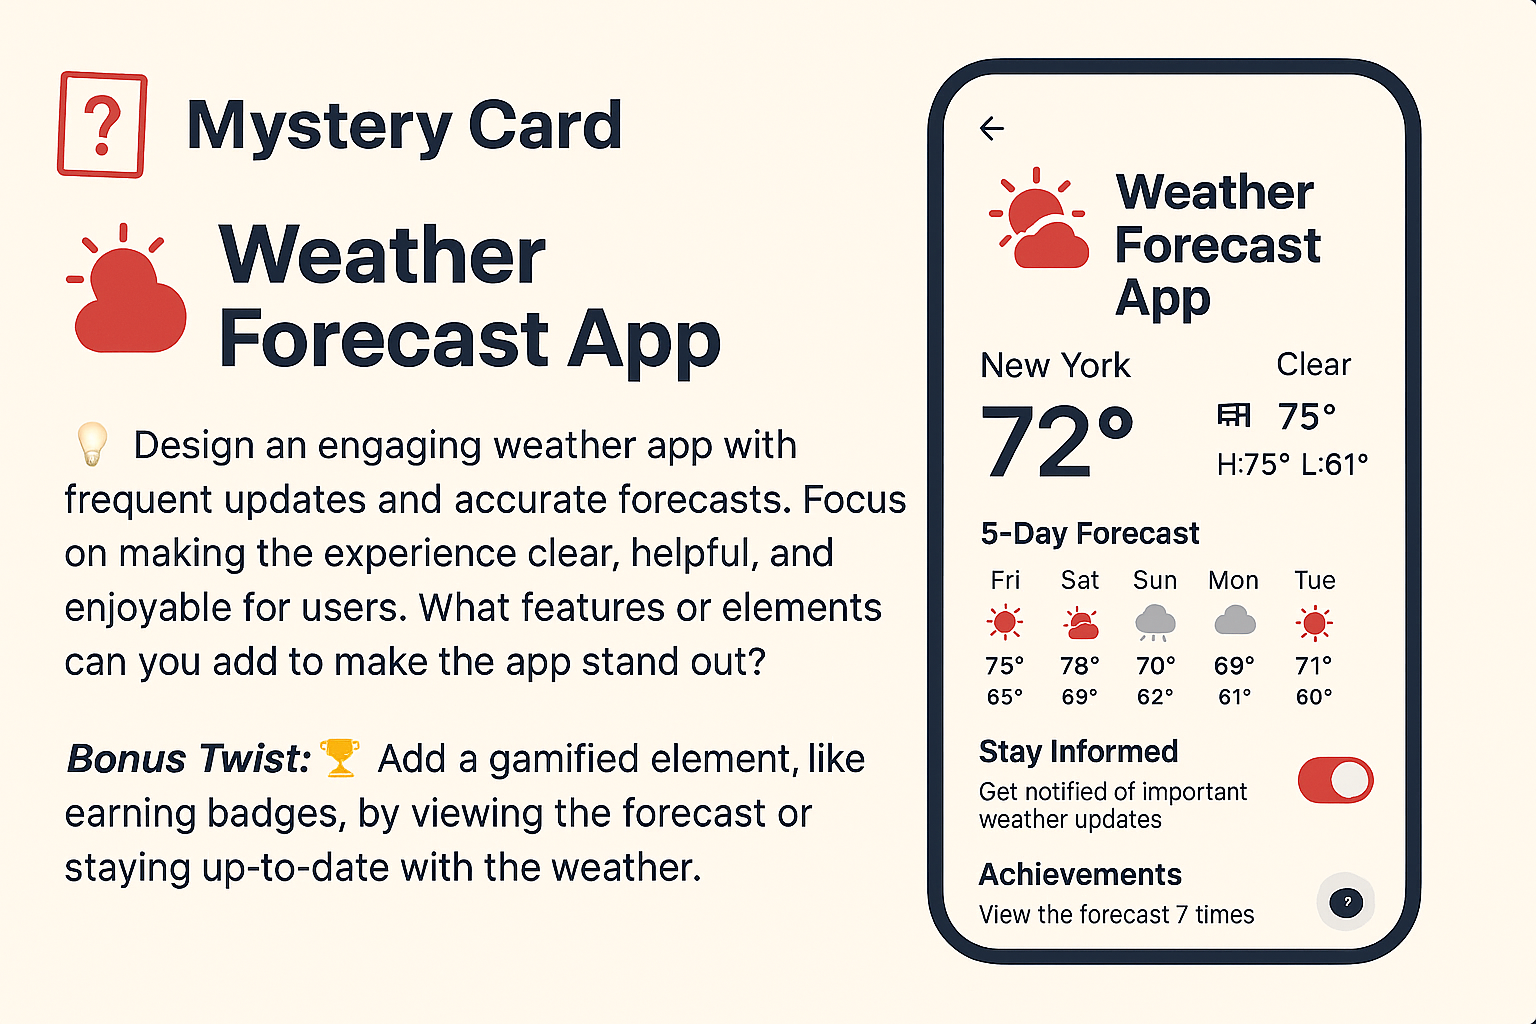 ?
Mystery Card
Weather
Forecast App
💡 Design an engaging weather app with
frequent updates and accurate forecasts. Focus
on making the experience clear, helpful, and
enjoyable for users. What features or elements
can you add to make the app stand out?
Bonus Twist: 🏆 Add a gamified element, like
earning badges, by viewing the forecast or
staying up-to-date with the weather.
←
Weather
Forecast
App
New York
72°
Clear
75°
H:75° L:61°
5-Day Forecast
Fri Sat Sun Mon Tue
75° 78° 70° 69° 71°
65° 69° 62° 61° 60°
Stay Informed
Get notified of important
weather updates
Achievements
View the forecast 7 times
?